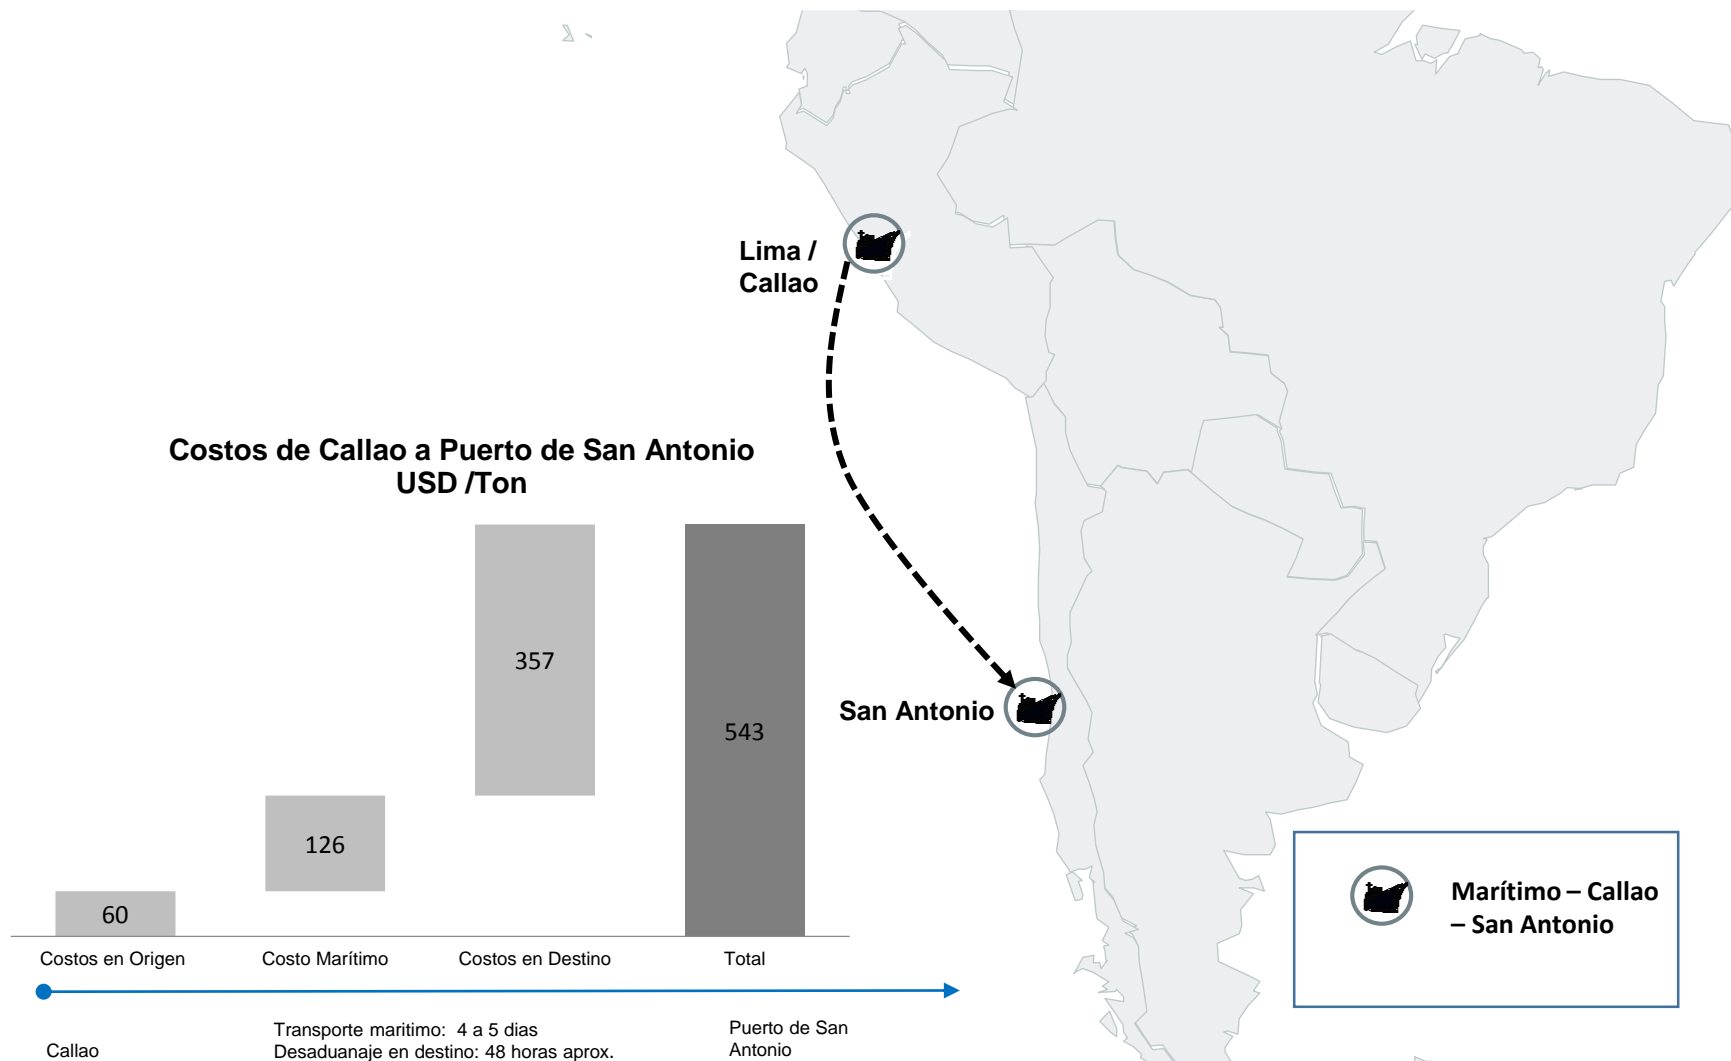 Lima /
Callao
Costos de Callao a Puerto de San Antonio
USD /Ton
357
San Antonio
543
126
60
Marítimo – Callao
– San Antonio
Costos en Origen
Costo Marítimo
Costos en Destino
Total
Transporte maritimo: 4 a 5 dias
Desaduanaje en destino: 48 horas aprox.
Puerto de San
Antonio
Callao